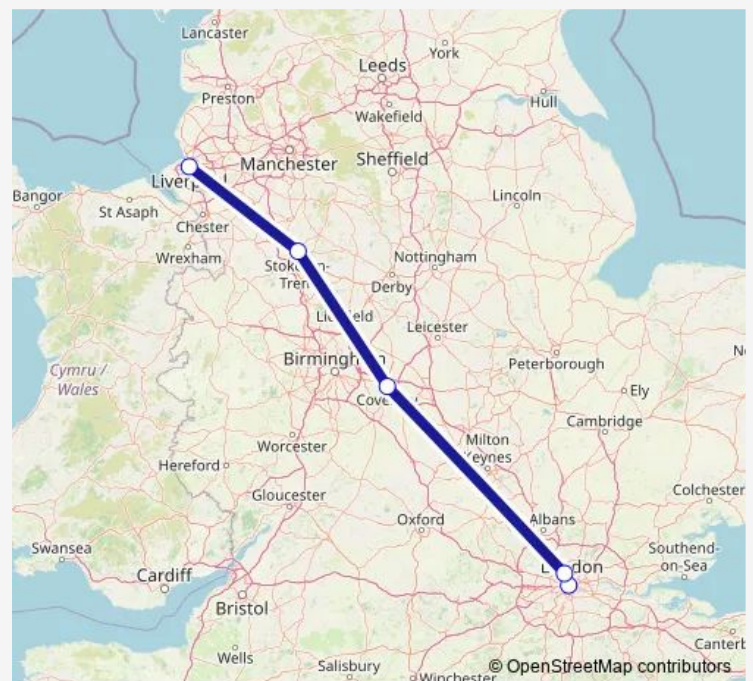 Lancaster
York
Leeds
Preston
Hull
Wakefield
Manchester
Sheffield
Bangor
St Asaph
Lincoln
Chester
Wrexham
Nottingham
Derby
Leicester
Peterborough
Cymru /
Wales
Ely
Cambridge
Worcester
Milton
Hereford
Gloucester
Colchester
Oxford
Albans
Swansea
Southend-
on-Sea
Cardiff
Bristol
Wells
Salisbury
Winchester
© OpenStreetMap contributors